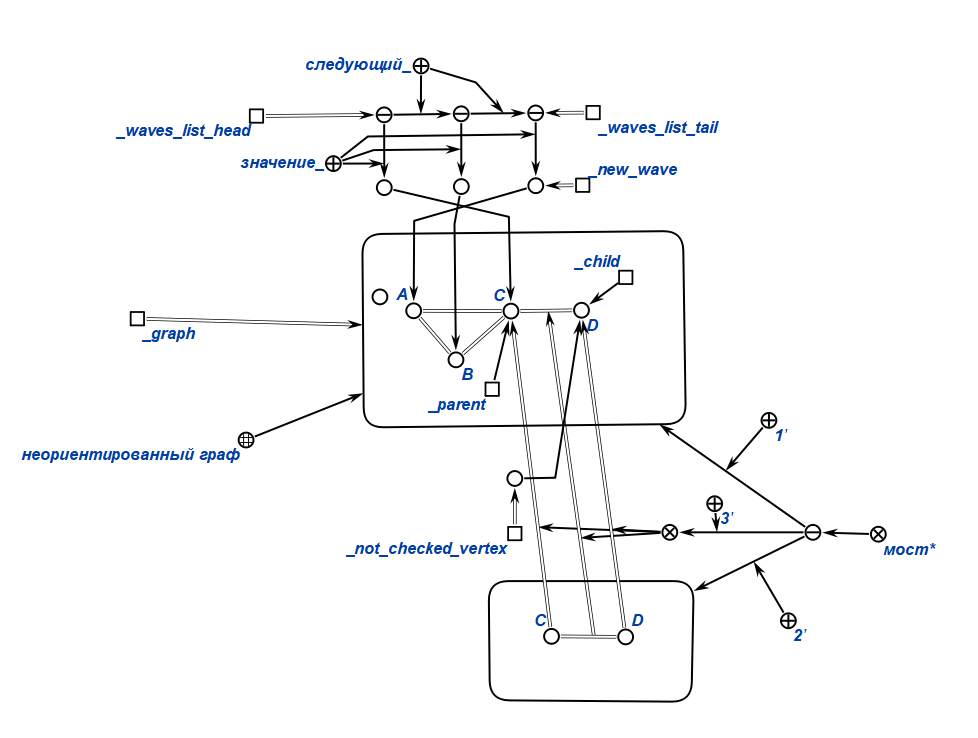 следующий_
_waves_list_head
_waves_list_tail
значение_
_new_wave
_child
A
C
D
_graph
B
_parent
неориентированный граф
1'
3'
_not_checked_vertex
мост*
C
D
2'